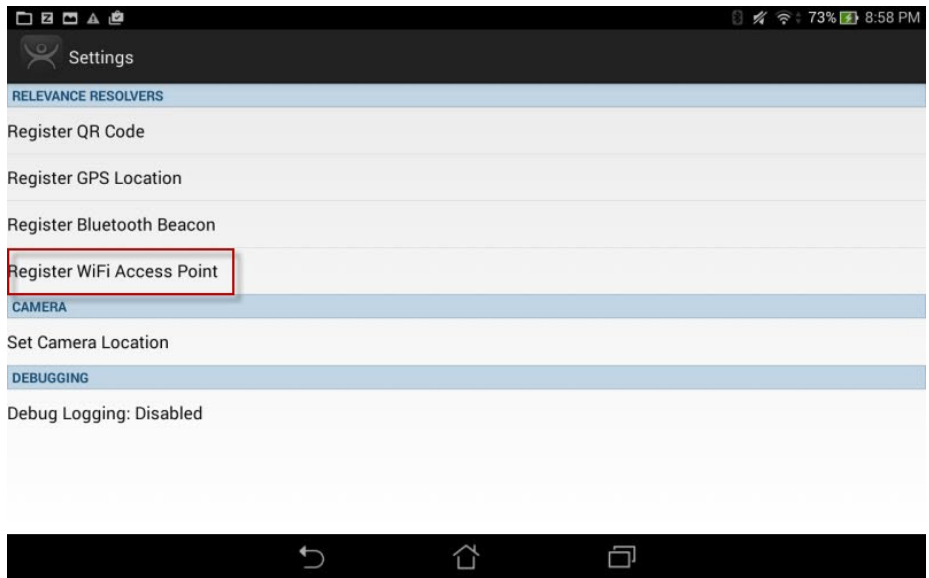 73% 8:58 PM
Settings
RELEVANCE RESOLVERS
Register QR Code
Register GPS Location
Register Bluetooth Beacon
Register WiFi Access Point
CAMERA
Set Camera Location
DEBUGGING
Debug Logging: Disabled